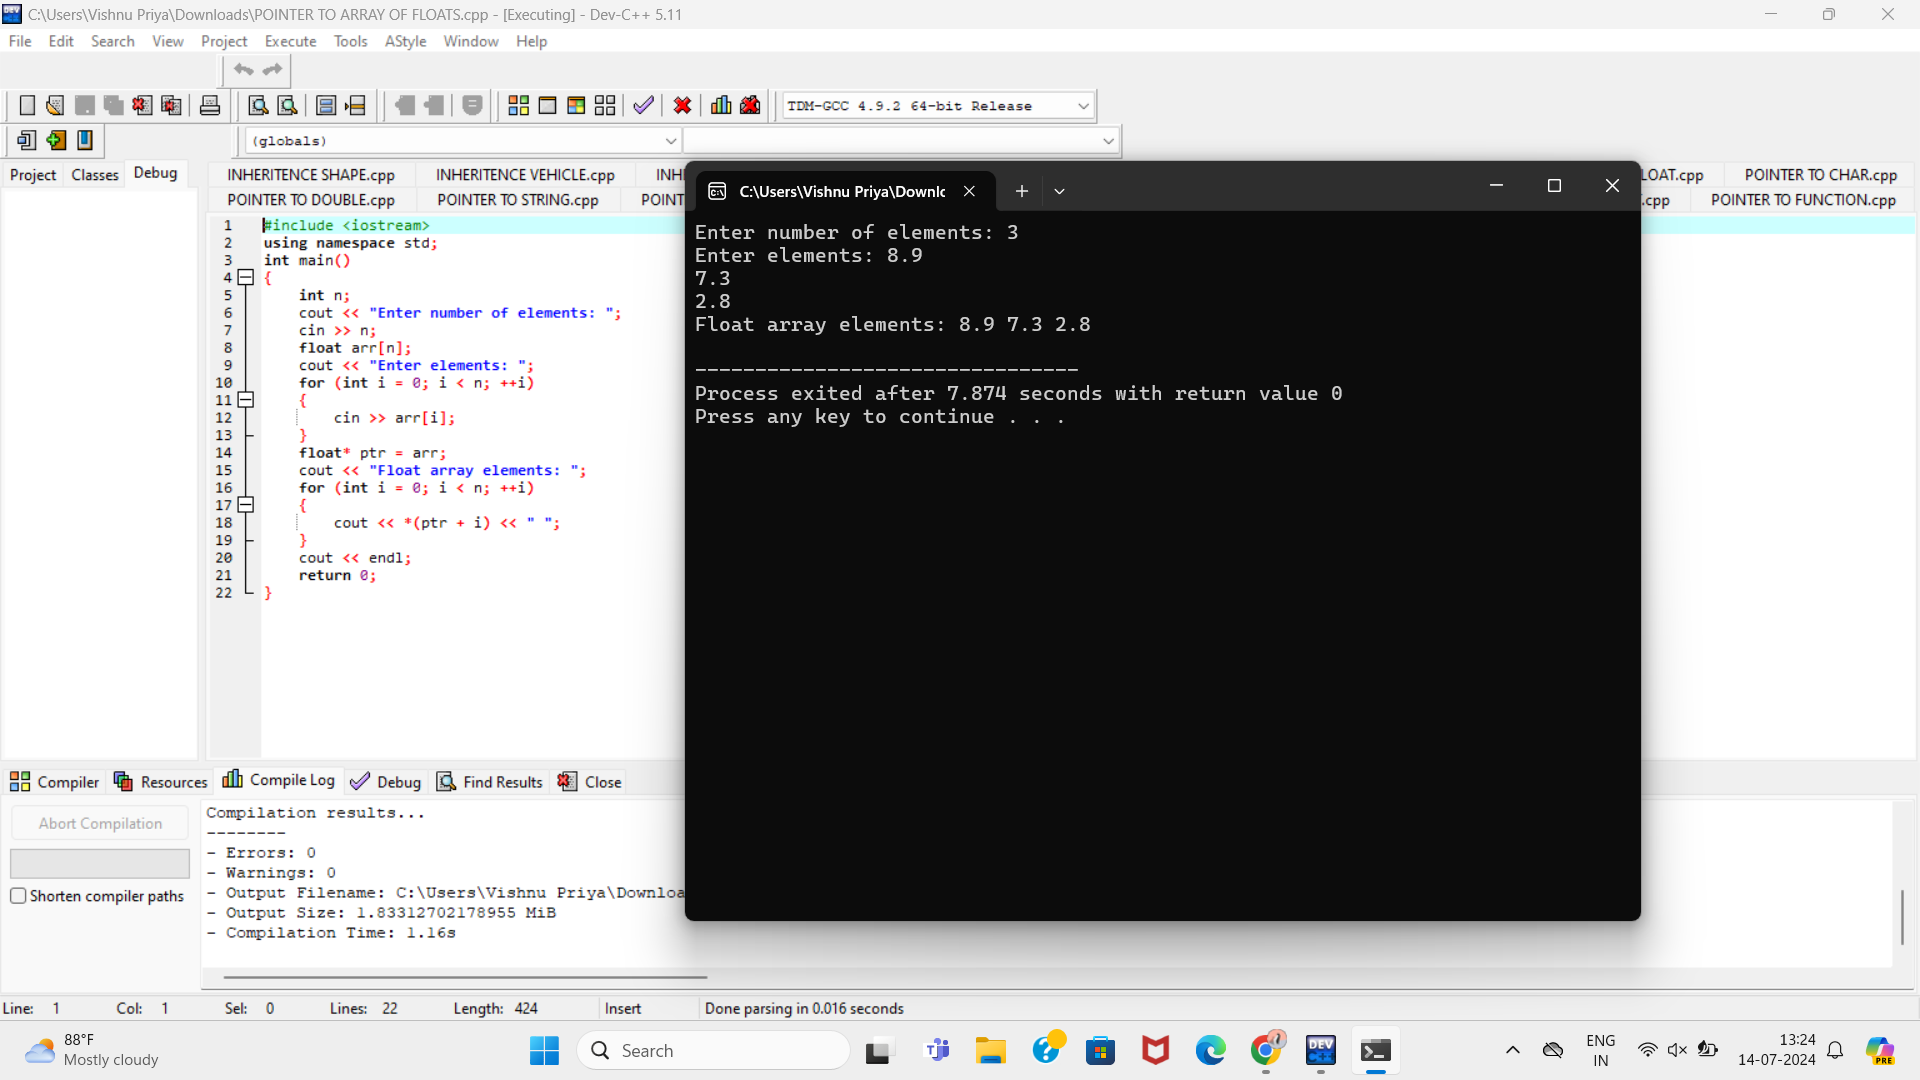 C:\Users\Vishnu Priya\Downloads\POINTER TO ARRAY OF FLOATS.cpp - [Executing] - Dev-C++ 5.11
File Edit Search View Project Execute Tools AStyle Window Help
TDM-GCC 4.9.2 64-bit Release
(globals)
Project Classes Debug
INHERITENCE SHAPE.cpp INHERITENCE VEHICLE.cpp INHI LOAT.cpp POINTER TO CHAR.cpp
POINTER TO DOUBLE.cpp POINTER TO STRING.cpp POINT .cpp POINTER TO FUNCTION.cpp
1 #include <iostream>
2 using namespace std;
3 int main()
4 {
5 int n;
6 cout << "Enter number of elements: ";
7 cin >> n;
8 float arr[n];
9 cout << "Enter elements: ";
10 for (int i = 0; i < n; ++i)
11 {
12 cin >> arr[i];
13 }
14 float* ptr = arr;
15 cout << "Float array elements: ";
16 for (int i = 0; i < n; ++i)
17 {
18 cout << *(ptr + i) << " ";
19 }
20 cout << endl;
21 return 0;
22 }
C:\Users\Vishnu Priya\Downlc
Enter number of elements: 3
Enter elements: 8.9
7.3
2.8
Float array elements: 8.9 7.3 2.8
--------------------------------
Process exited after 7.874 seconds with return value 0
Press any key to continue . . .
Compiler Resources Compile Log Debug Find Results Close
Abort Compilation
Shorten compiler paths
Compilation results...
--------
- Errors: 0
- Warnings: 0
- Output Filename: C:\Users\Vishnu Priya\Downloa
- Output Size: 1.83312702178955 MiB
- Compilation Time: 1.16s
Line: 1 Col: 1 Sel: 0 Lines: 22 Length: 424 Insert Done parsing in 0.016 seconds
88°F
Mostly cloudy
Search
DEV
ENG
IN
13:24
14-07-2024
PRE